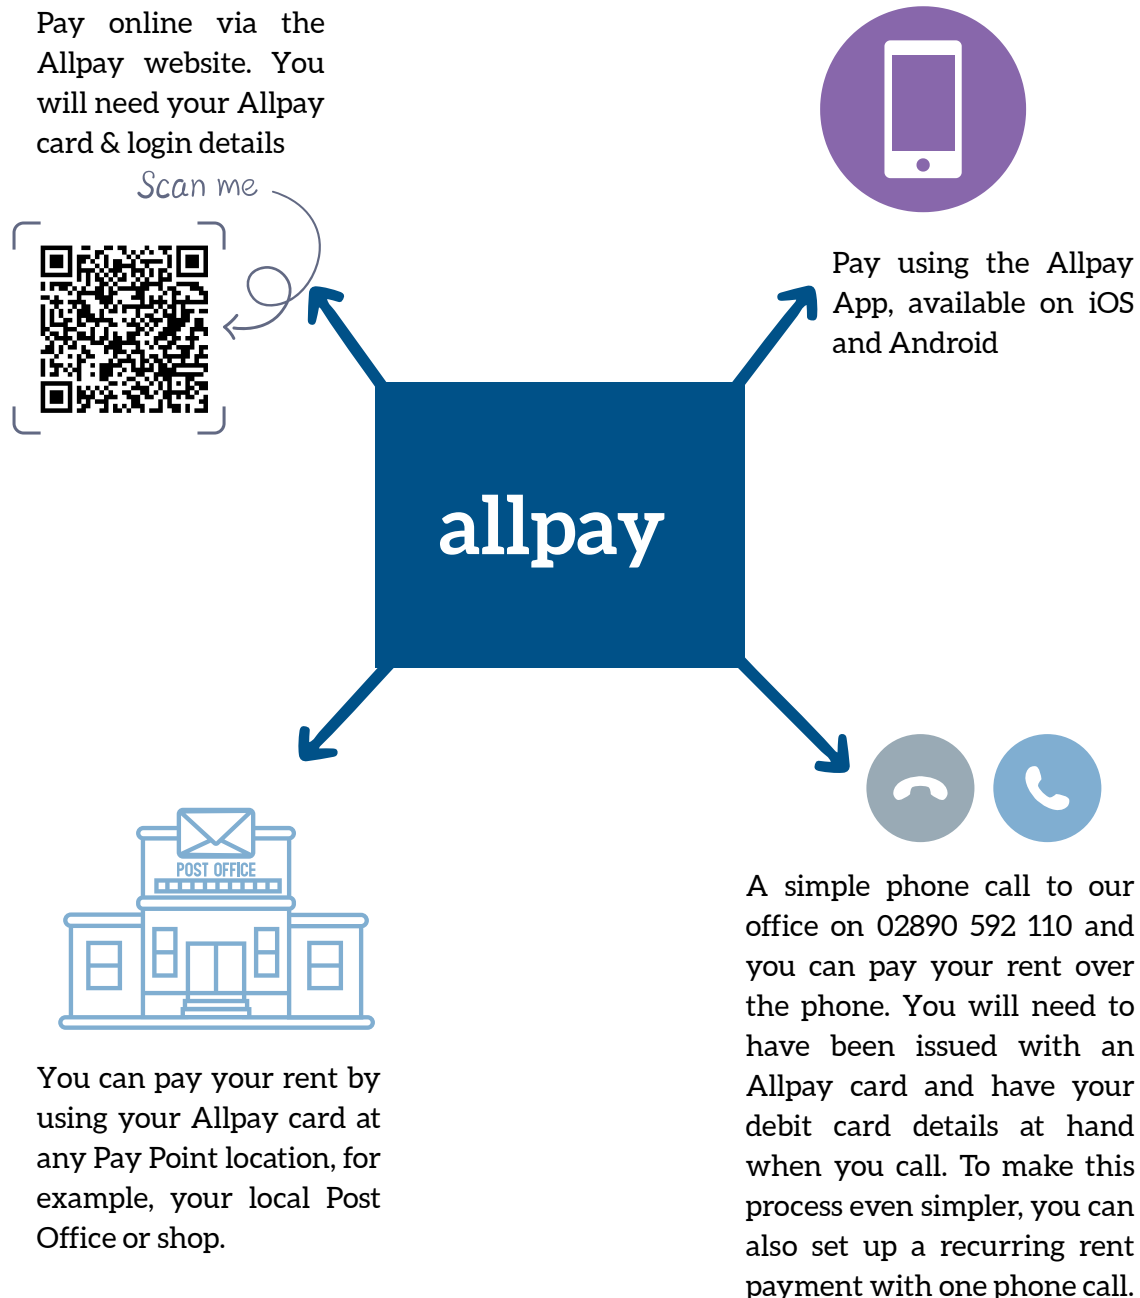 Pay online via the
Allpay website. You
will need your Allpay
card & login details
Scan me
Pay using the Allpay
App, available on iOS
and Android
allpay
POST OFFICE
You can pay your rent by
using your Allpay card at
any Pay Point location, for
example, your local Post
Office or shop.
A simple phone call to our
office on 02890 592 110 and
you can pay your rent over
the phone. You will need to
have been issued with an
Allpay card and have your
debit card details at hand
when you call. To make this
process even simpler, you can
also set up a recurring rent
payment with one phone call.